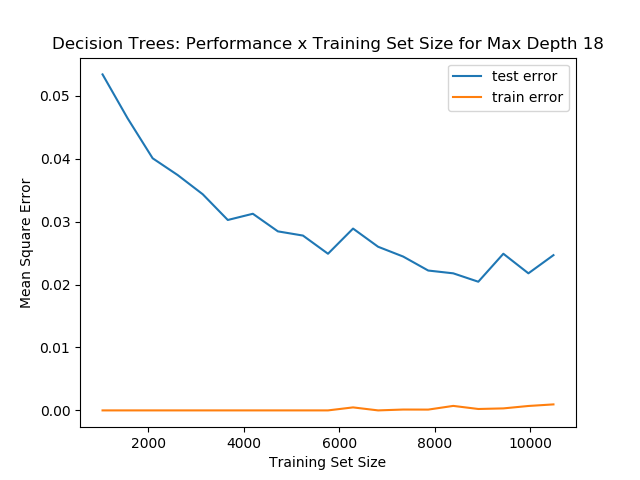 Decision Trees: Performance x Training Set Size for Max Depth 18
test error
train error
0.05
0.04
0.03
0.02
0.01
0.00
Mean Square Error
2000 4000 6000 8000 10000
Training Set Size